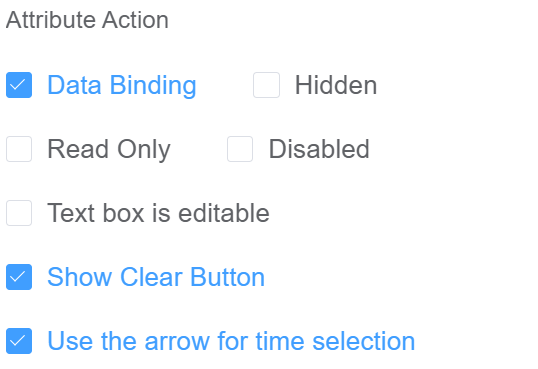 Attribute Action
Data Binding Hidden
Read Only Disabled
Text box is editable
Show Clear Button
Use the arrow for time selection